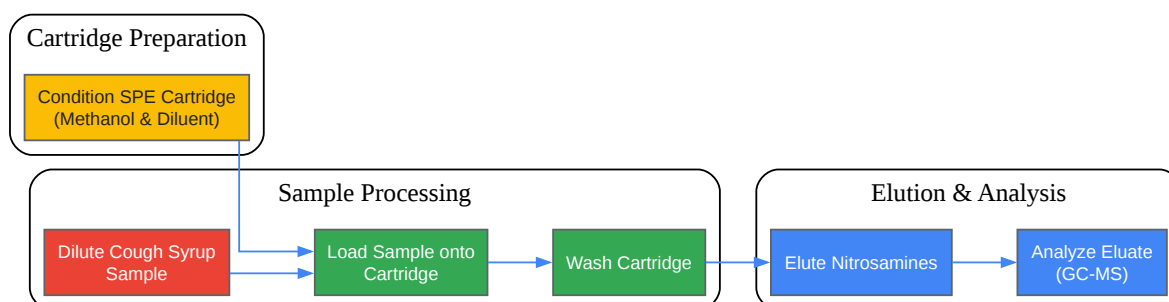 Cartridge Preparation
Condition SPE Cartridge
(Methanol & Diluent)
Sample Processing
Dilute Cough Syrup
Sample
Load Sample onto
Cartridge
Wash Cartridge
Elution & Analysis
Elute Nitrosamines
Analyze Eluate
(GC-MS)